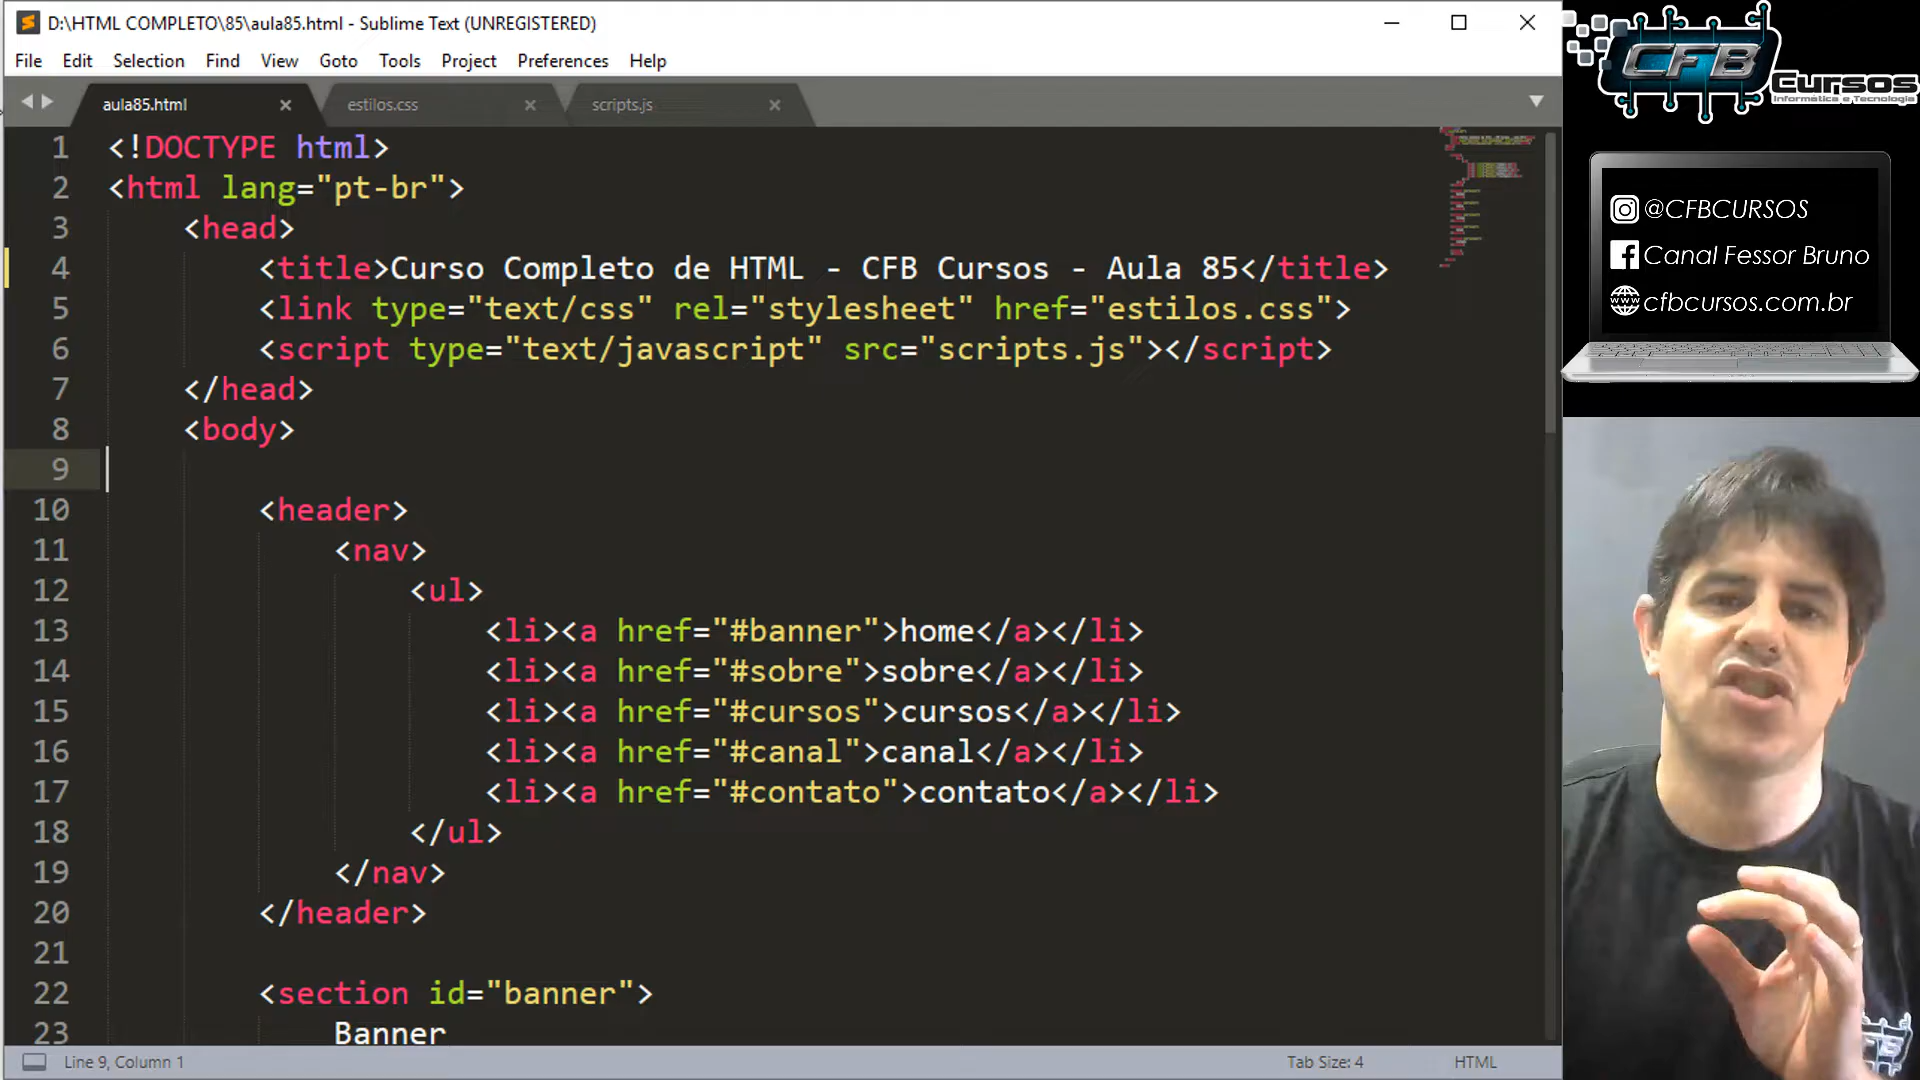 D:\HTML COMPLETO\85\aula85.html - Sublime Text (UNREGISTERED)
File Edit Selection Find View Goto Tools Project Preferences Help
aula85.html estilos.css scripts.js
1 <!DOCTYPE html>
2 <html lang="pt-br">
3 <head>
4 <title>Curso Completo de HTML - CFB Cursos - Aula 85</title>
5 <link type="text/css" rel="stylesheet" href="estilos.css">
6 <script type="text/javascript" src="scripts.js"></script>
7 </head>
8 <body>
9
10 <header>
11 <nav>
12 <ul>
13 <li><a href="#banner">home</a></li>
14 <li><a href="#sobre">sobre</a></li>
15 <li><a href="#cursos">cursos</a></li>
16 <li><a href="#canal">canal</a></li>
17 <li><a href="#contato">contato</a></li>
18 </ul>
19 </nav>
20 </header>
21
22 <section id="banner">
23 Banner
Line 9, Column 1 Tab Size: 4 HTML
CFB
Cursos
Informática e Tecnologia
@CFBCURSOS
Canal Fessor Bruno
cfbcursos.com.br